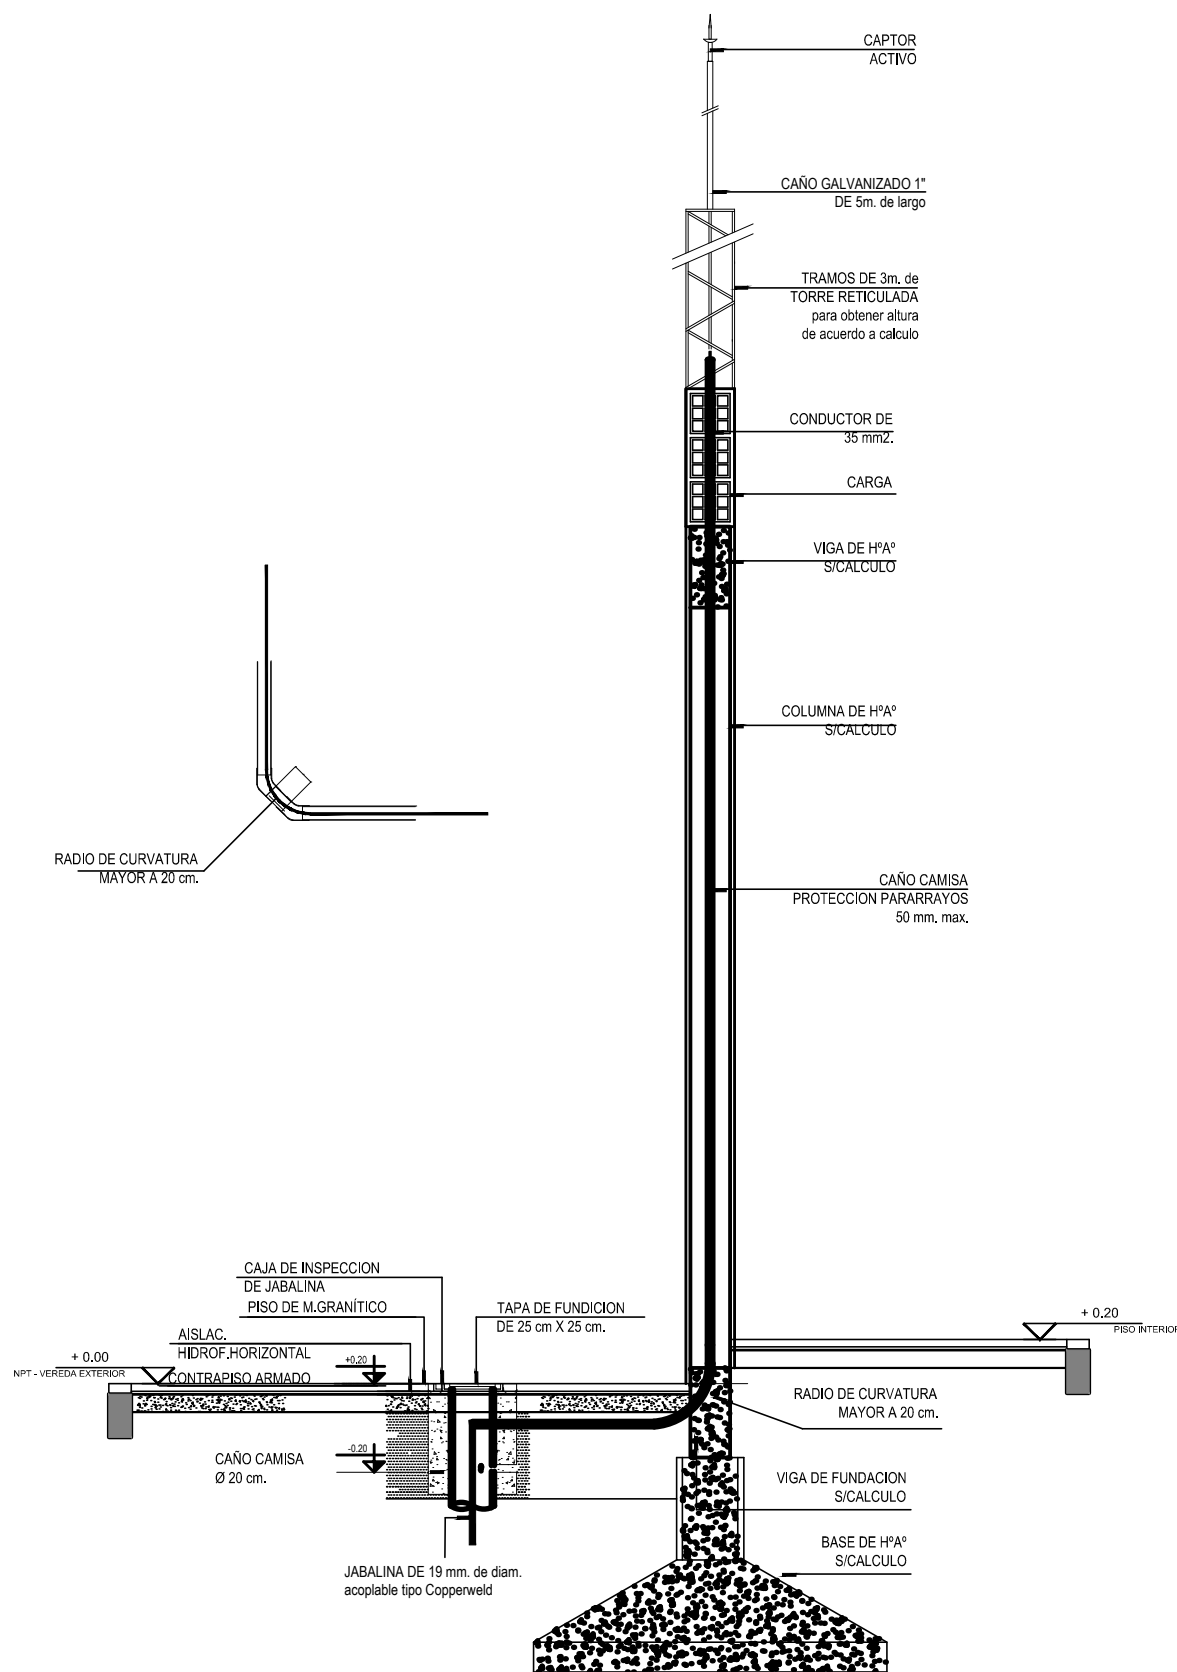 CAPTOR
ACTIVO
CAÑO GALVANIZADO 1"
DE 5m. de largo
TRAMOS DE 3m. de
TORRE RETICULADA
para obtener altura
de acuerdo a calculo
CONDUCTOR DE
35 mm2.
CARGA
VIGA DE HºAº
S/CALCULO
COLUMNA DE HºAº
S/CALCULO
RADIO DE CURVATURA
MAYOR A 20 cm.
CAÑO CAMISA
PROTECCION PARARRAYOS
50 mm. max.
CAJA DE INSPECCION
DE JABALINA
PISO DE M.GRANÍTICO
TAPA DE FUNDICION
DE 25 cm X 25 cm.
AISLAC.
HIDROF.HORIZONTAL
+ 0.00
NPT - VEREDA EXTERIOR
CONTRAPISO ARMADO
+0.20
+ 0.20
PISO INTERIOR
RADIO DE CURVATURA
MAYOR A 20 cm.
-0.20
CAÑO CAMISA
Ø 20 cm.
VIGA DE FUNDACION
S/CALCULO
BASE DE HºAº
S/CALCULO
JABALINA DE 19 mm. de diam.
acoplable tipo Copperweld